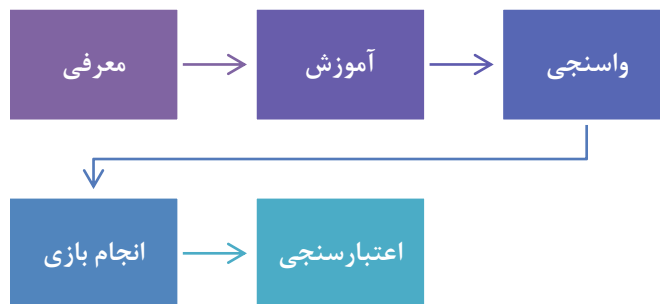 معرفی
آموزش
واسنجی
انجام بازی
اعتبارسنجی